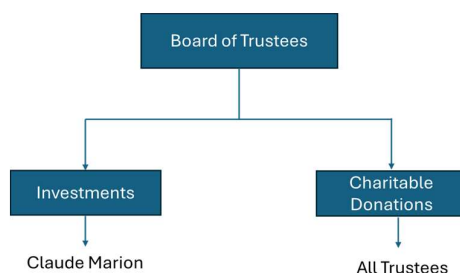 Board of Trustees
Investments
Charitable
Donations
Claude Marion
All Trustees